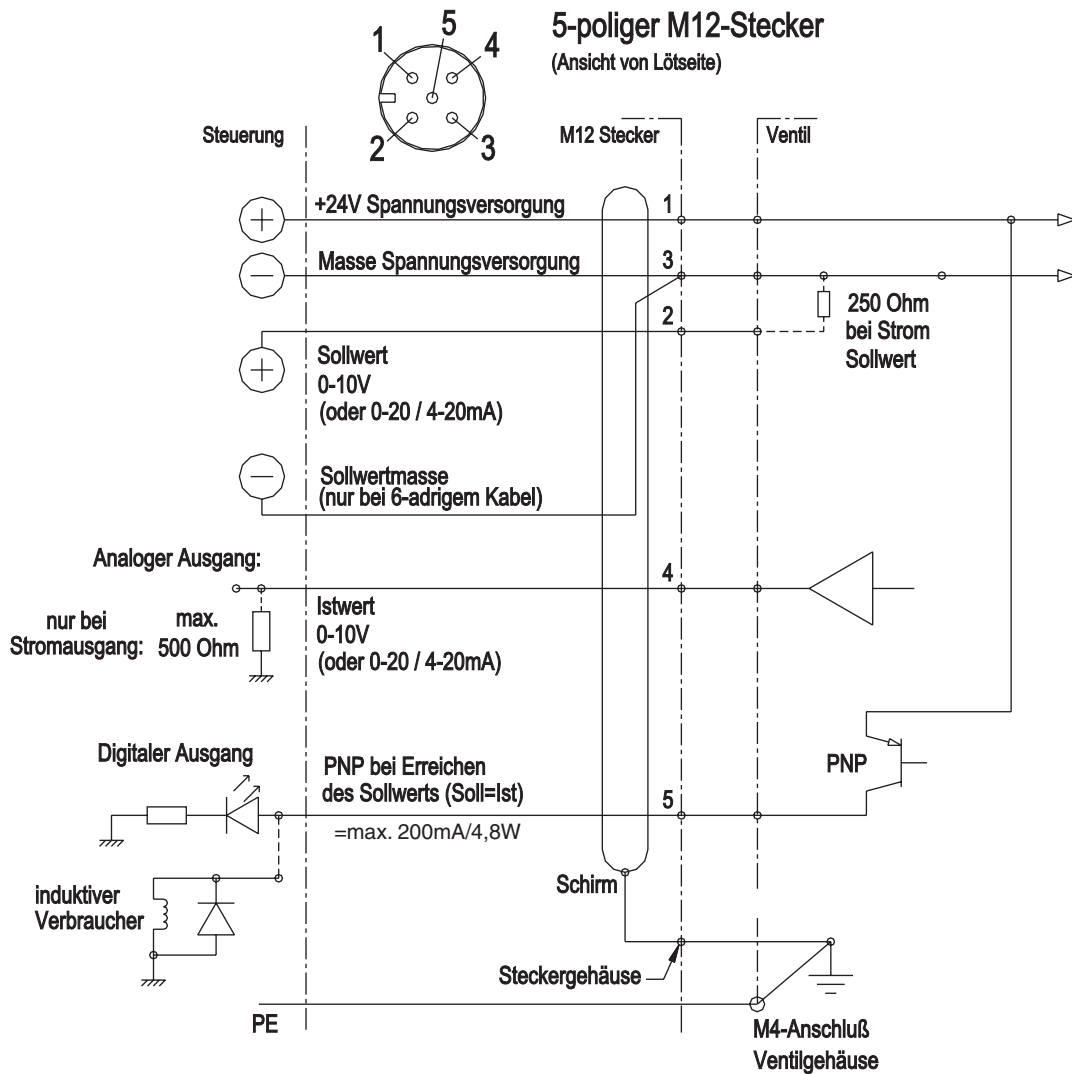 5-poliger M12-Stecker
(Ansicht von Lötseite)
1
5
4
2
3
Steuerung
M12 Stecker
Ventil
+24V Spannungsversorgung
1
Masse Spannungsversorgung
3
2
250 Ohm
bei Strom
Sollwert
Sollwert
0-10V
(oder 0-20 / 4-20mA)
Sollwertmasse
(nur bei 6-adrigem Kabel)
Analoger Ausgang:
4
nur bei
Stromausgang:
max.
500 Ohm
Istwert
0-10V
(oder 0-20 / 4-20mA)
Digitaler Ausgang
PNP bei Erreichen
des Sollwerts (Soll=Ist)
PNP
5
=max. 200mA/4,8W
induktiver
Verbraucher
Schirm
Steckergehäuse
PE
M4-Anschluß
Ventilgehäuse